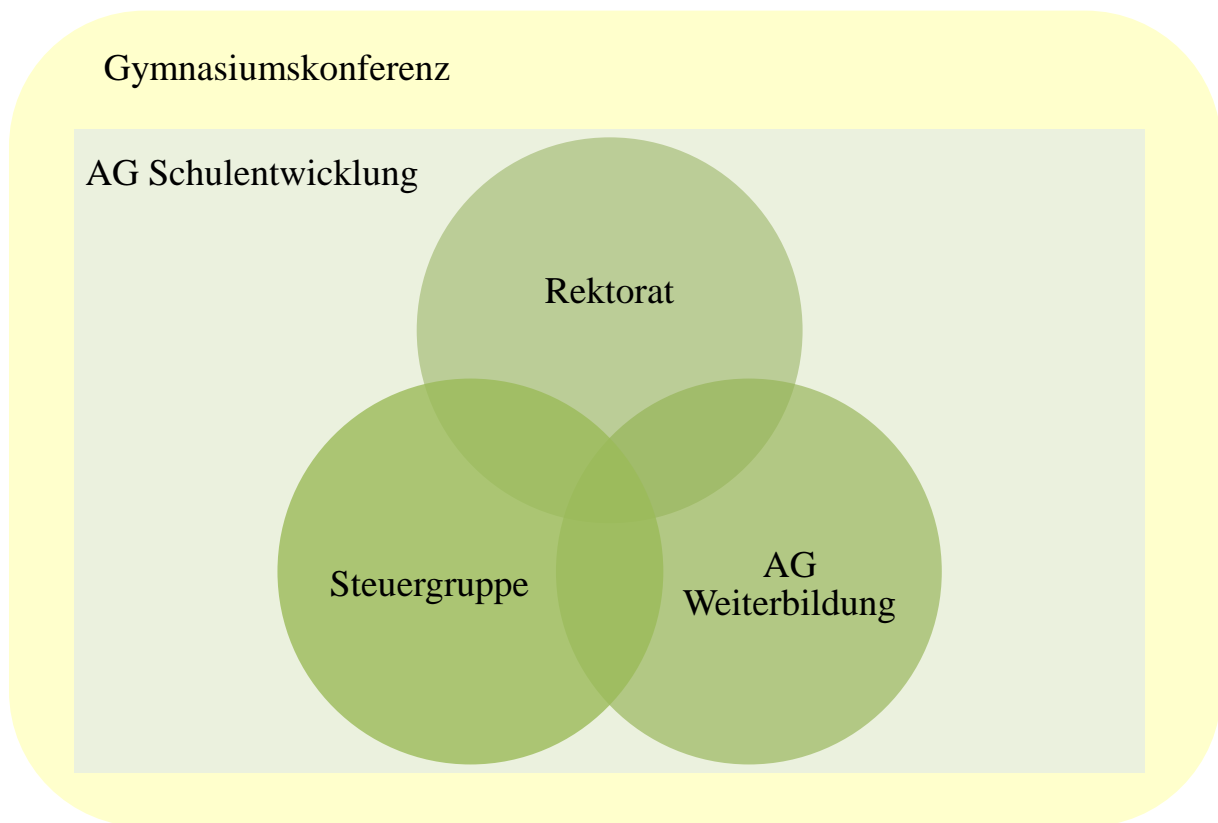 Gymnasiumskonferenz
AG Schulentwicklung
Rektorat
Steuergruppe
AG
Weiterbildung